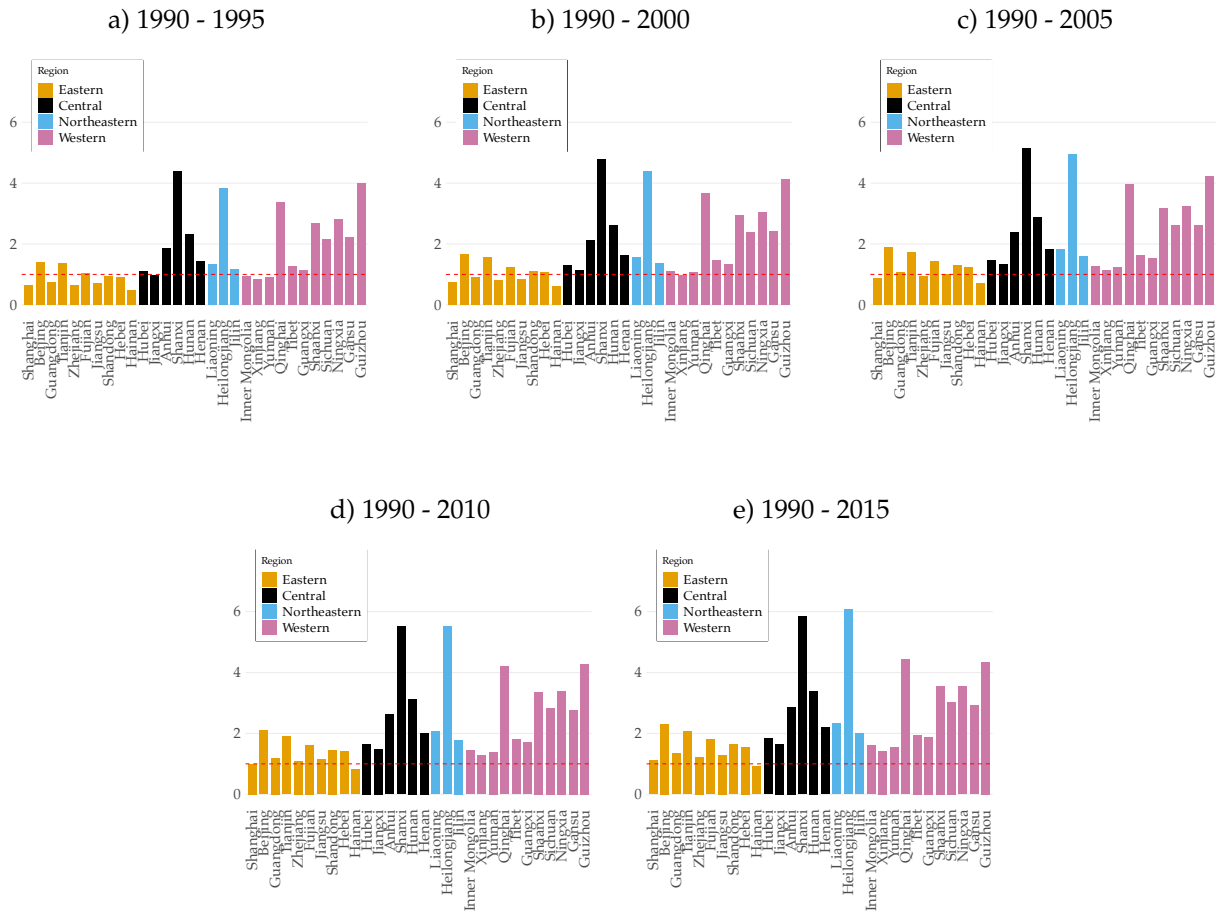 a) 1990 - 1995
b) 1990 - 2000
c) 1990 - 2005
Region
Eastern
Central
Northeastern
Western
6
4
2
0
Shanghai
Beijing
Guangdong
Tianjin
Zhejiang
Fujian
Jiangsu
Shandong
Hebei
Hainan
Hubei
Jiangxi
Anhui
Shanxi
Hunan
Henan
Liaoning
Heilongjiang
Jilin
Inner Mongolia
Xinjiang
Yunnan
Qinghai
Tibet
Guangxi
Shanxi
Sichuan
Ningxia
Gansu
Guizhou
Region
Eastern
Central
Northeastern
Western
6
4
2
0
Shanghai
Beijing
Guangdong
Tianjin
Zhejiang
Fujian
Jiangsu
Shandong
Hebei
Hainan
Hubei
Jiangxi
Anhui
Shanxi
Hunan
Henan
Liaoning
Heilongjiang
Jilin
Inner Mongolia
Xinjiang
Yunnan
Qinghai
Tibet
Guangxi
Shaanxi
Sichuan
Ningxia
Gansu
Guizhou
Region
Eastern
Central
Northeastern
Western
6
4
2
0
Shanghai
Beijing
Guangdong
Tianjin
Zhejiang
Fujian
Jiangsu
Shandong
Hebei
Hainan
Hubei
Jiangxi
Anhui
Shanxi
Hunan
Henan
Liaoning
Heilongjiang
Jilin
Inner Mongolia
Xinjiang
Yunnan
Qinghai
Tibet
Guangxi
Shaanxi
Sichuan
Ningxia
Gansu
Guizhou
d) 1990 - 2010
e) 1990 - 2015
Region
Eastern
Central
Northeastern
Western
6
4
2
0
Shanghai
Beijing
Guangdong
Tianjin
Zhejiang
Fujian
Jiangsu
Shandong
Hebei
Hainan
Hubei
Jiangxi
Anhui
Shanxi
Hunan
Henan
Liaoning
Heilongjiang
Jilin
Inner Mongolia
Xinjiang
Yunnan
Qinghai
Tibet
Guangxi
Shaanxi
Sichuan
Ningxia
Gansu
Guizhou
Region
Eastern
Central
Northeastern
Western
6
4
2
0
Shanghai
Beijing
Guangdong
Tianjin
Zhejiang
Fujian
Jiangsu
Shandong
Hebei
Hainan
Hubei
Jiangxi
Anhui
Shanxi
Hunan
Henan
Liaoning
Heilongjiang
Jilin
Inner Mongolia
Xinjiang
Yunnan
Qinghai
Tibet
Guangxi
Shaanxi
Sichuan
Ningxia
Gansu
Guizhou